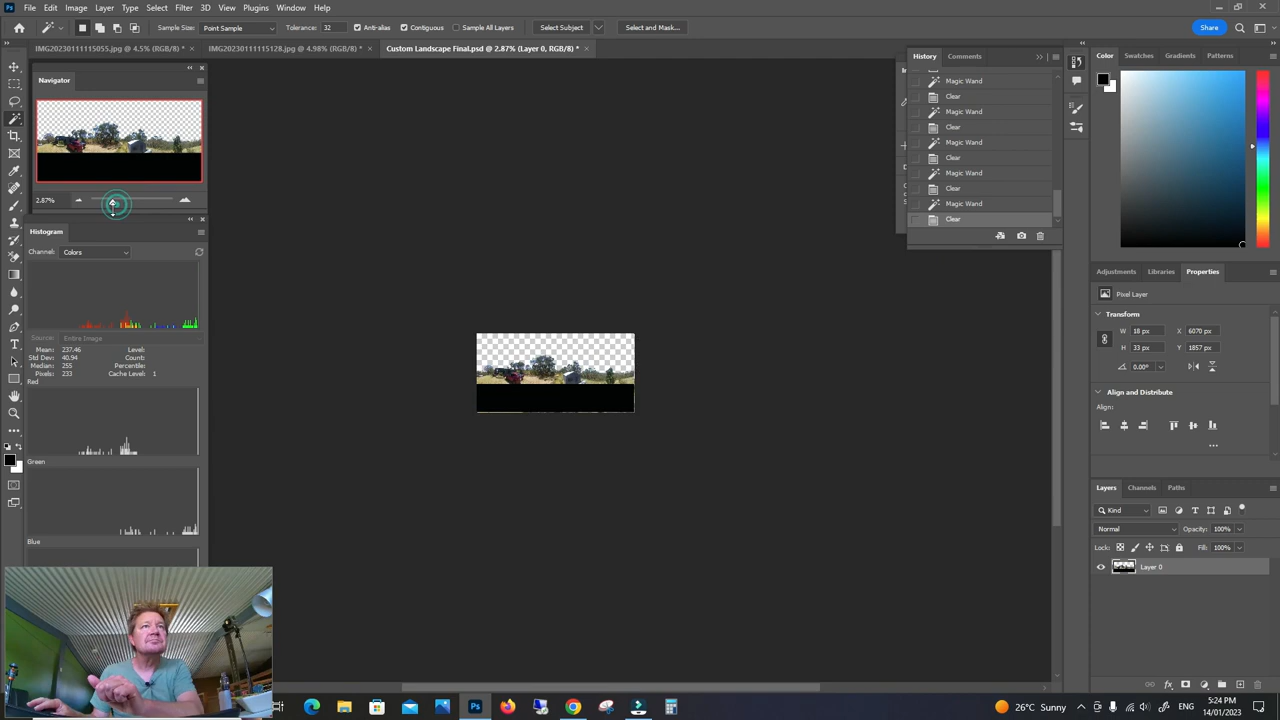 File Edit Image Layer Type Select Filter 3D View Plugins Window Help
Sample Size: Point Sample Tolerance: 32 Anti-alias Contiguous Sample All Layers Select Subject Select and Mask... Share
IMG20230111115055.jpg @ 4.5% (RGB/8) * × IMG20230111115128.jpg @ 4.98% (RGB/8) * × Custom Landscape Final.psd @ 2.87% (Layer 0, RGB/8) * ×
Navigator
2.87%
Histogram
Channel: Colors
Source: Entire Image
Mean: 237.46 Level:
Std Dev: 40.94 Count:
Median: 255 Percentile:
Pixels: 233 Cache Level: 1
Red
Green
Blue
History Comments
Magic Wand
Clear
Magic Wand
Clear
Magic Wand
Clear
Magic Wand
Clear
Magic Wand
Clear
Color Swatches Gradients Patterns
Adjustments Libraries Properties
Pixel Layer
Transform
W 18 px X 6070 px
H 33 px Y 1857 px
0.00°
Align and Distribute
Align:
...
Layers Channels Paths
Kind
Normal Opacity: 100%
Lock: Fill: 100%
Layer 0
26°C Sunny 5:24 PM
14/01/2023